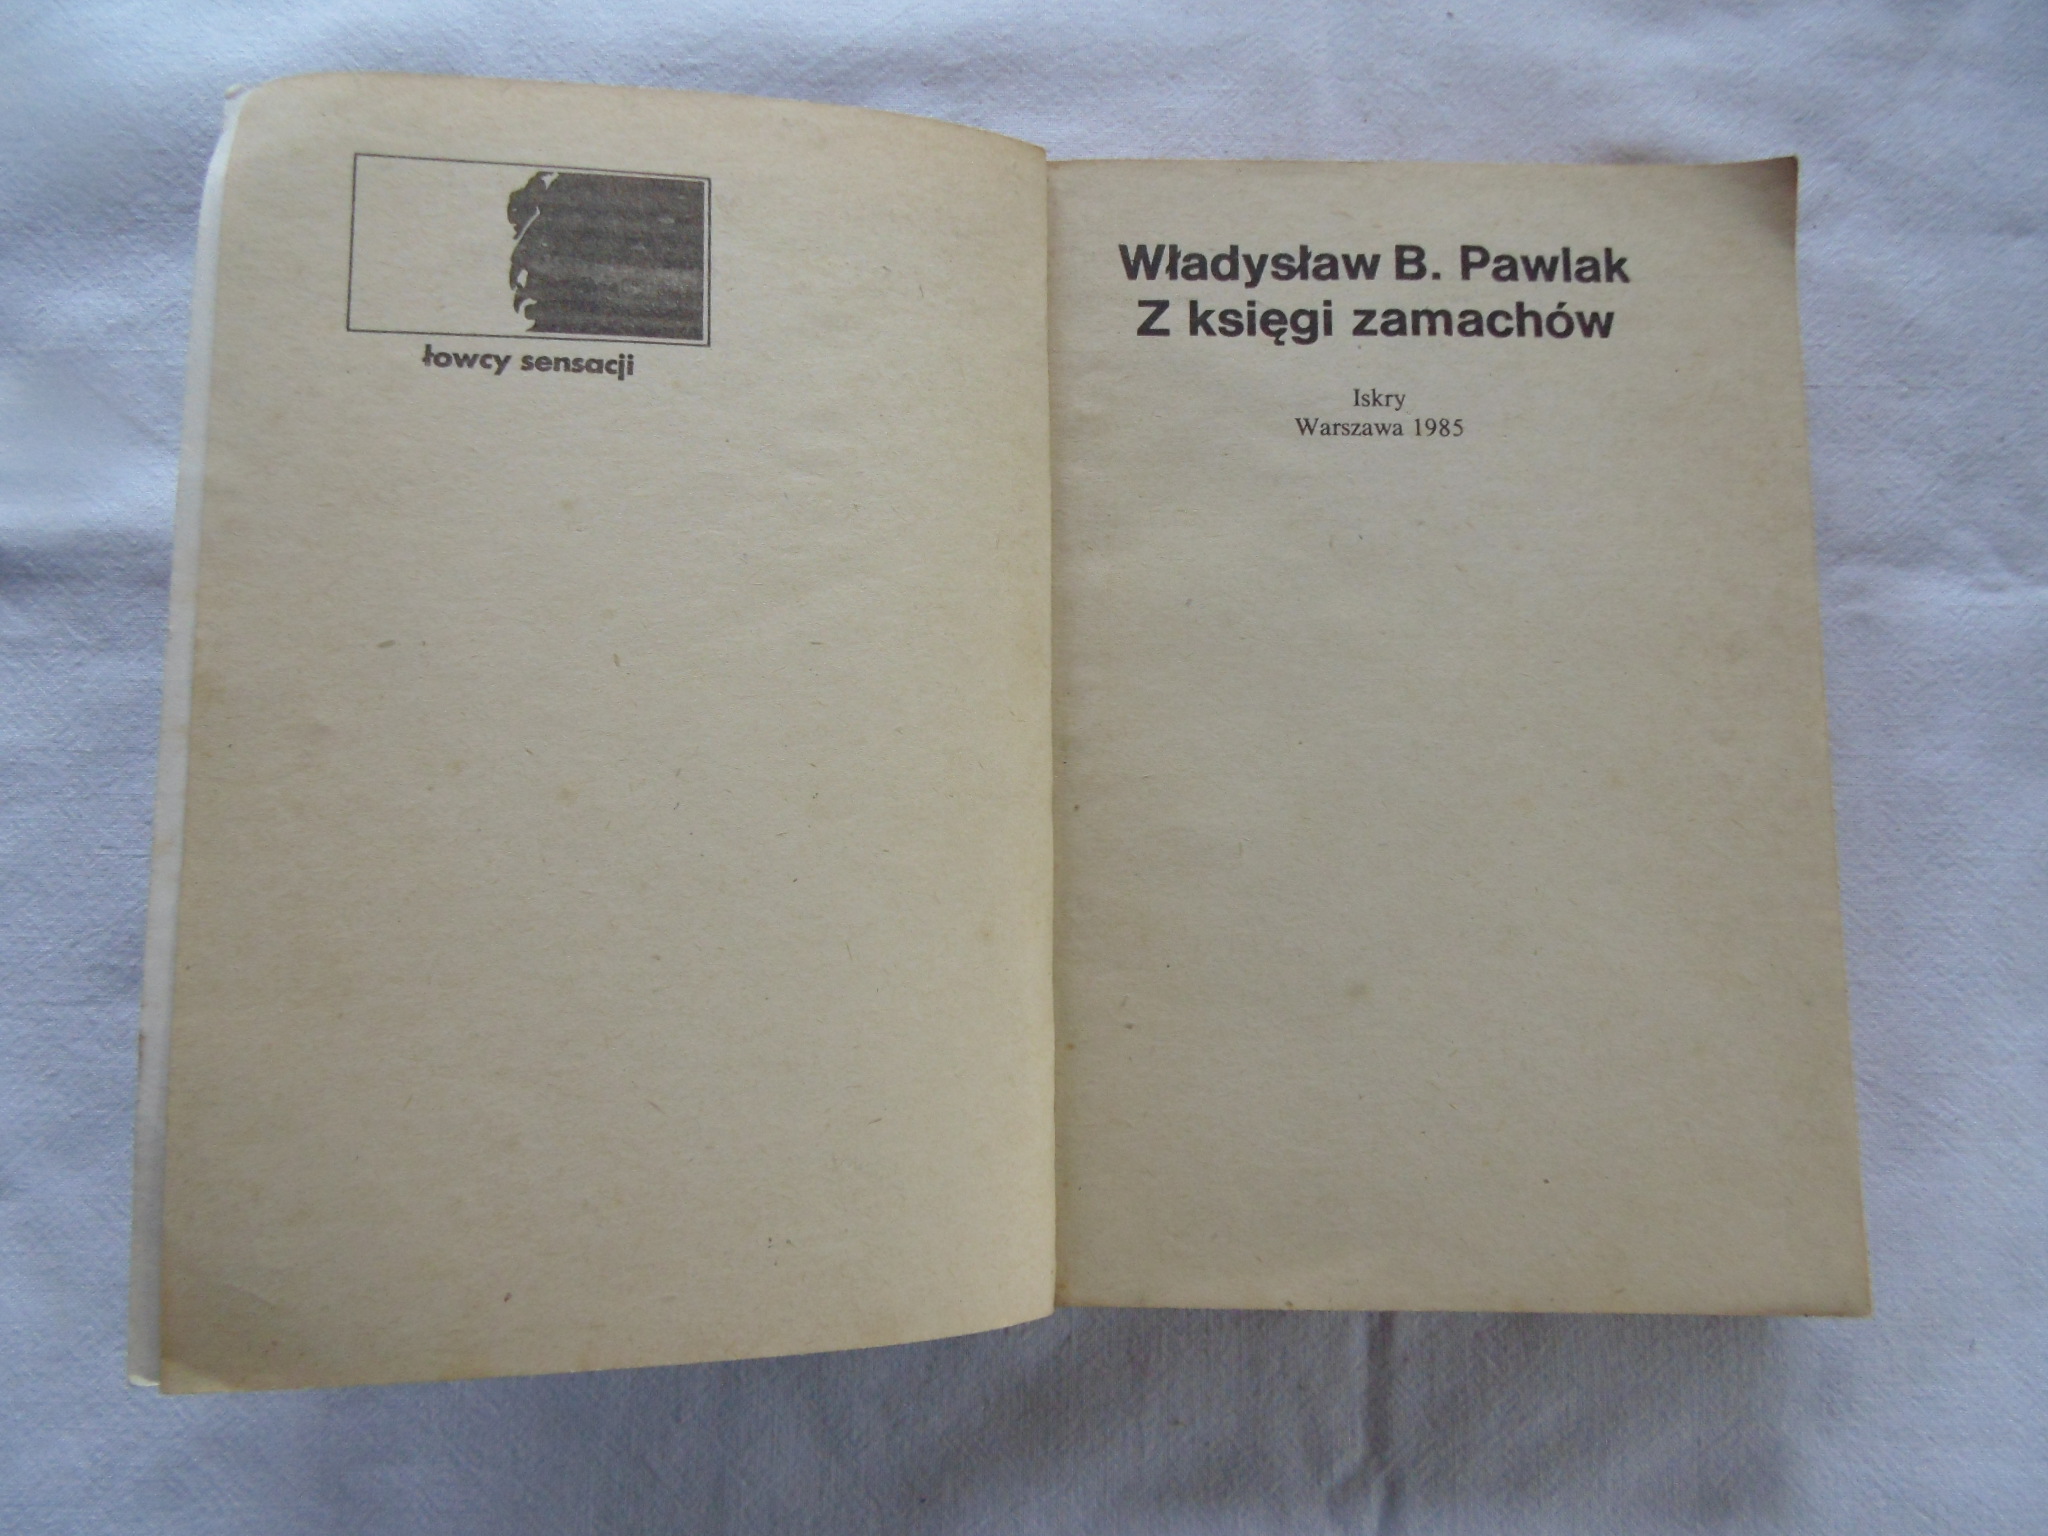 łowcy sensacji
Władysław B. Pawlak
Z księgi zamachów
Iskry
Warszawa 1985